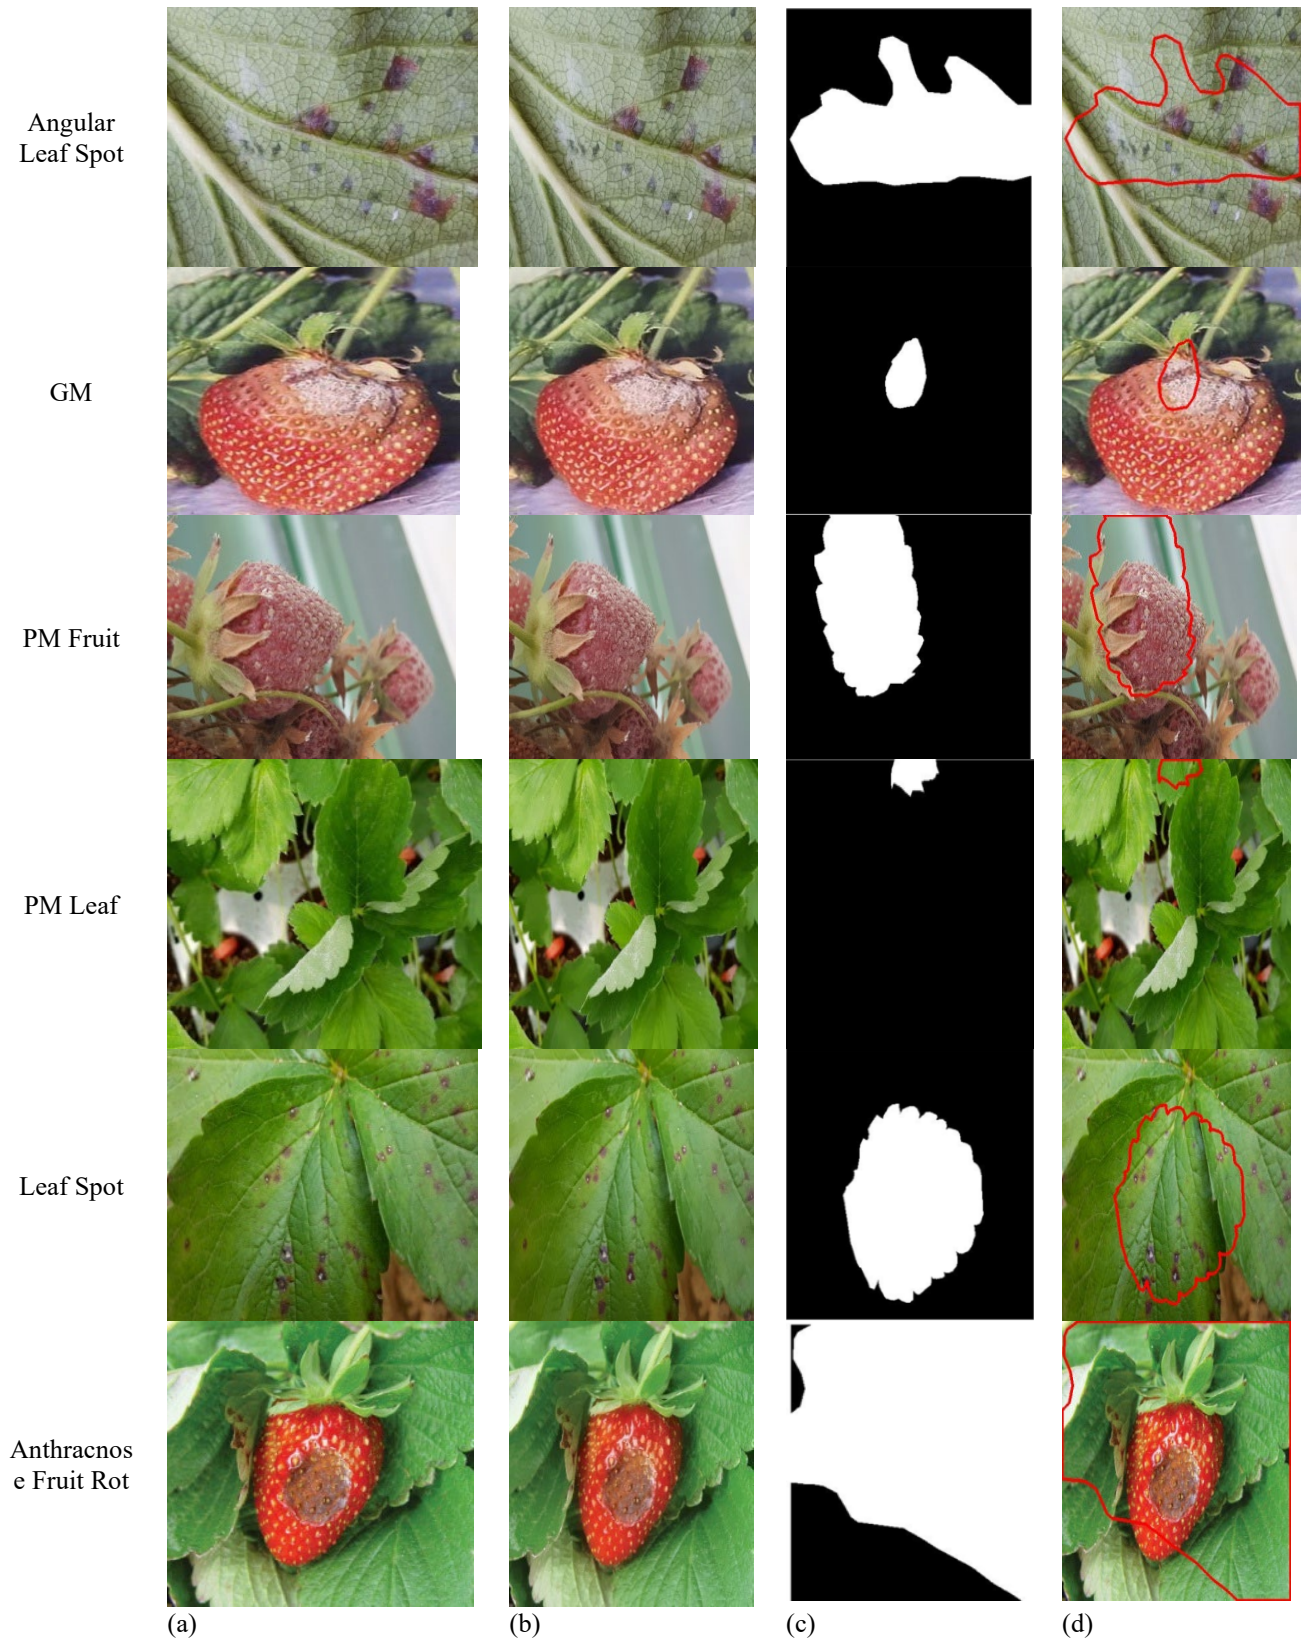 Angular
Leaf Spot
GM
PM Fruit
PM Leaf
Leaf Spot
Anthracnos
e Fruit Rot
(a) (b) (c) (d)